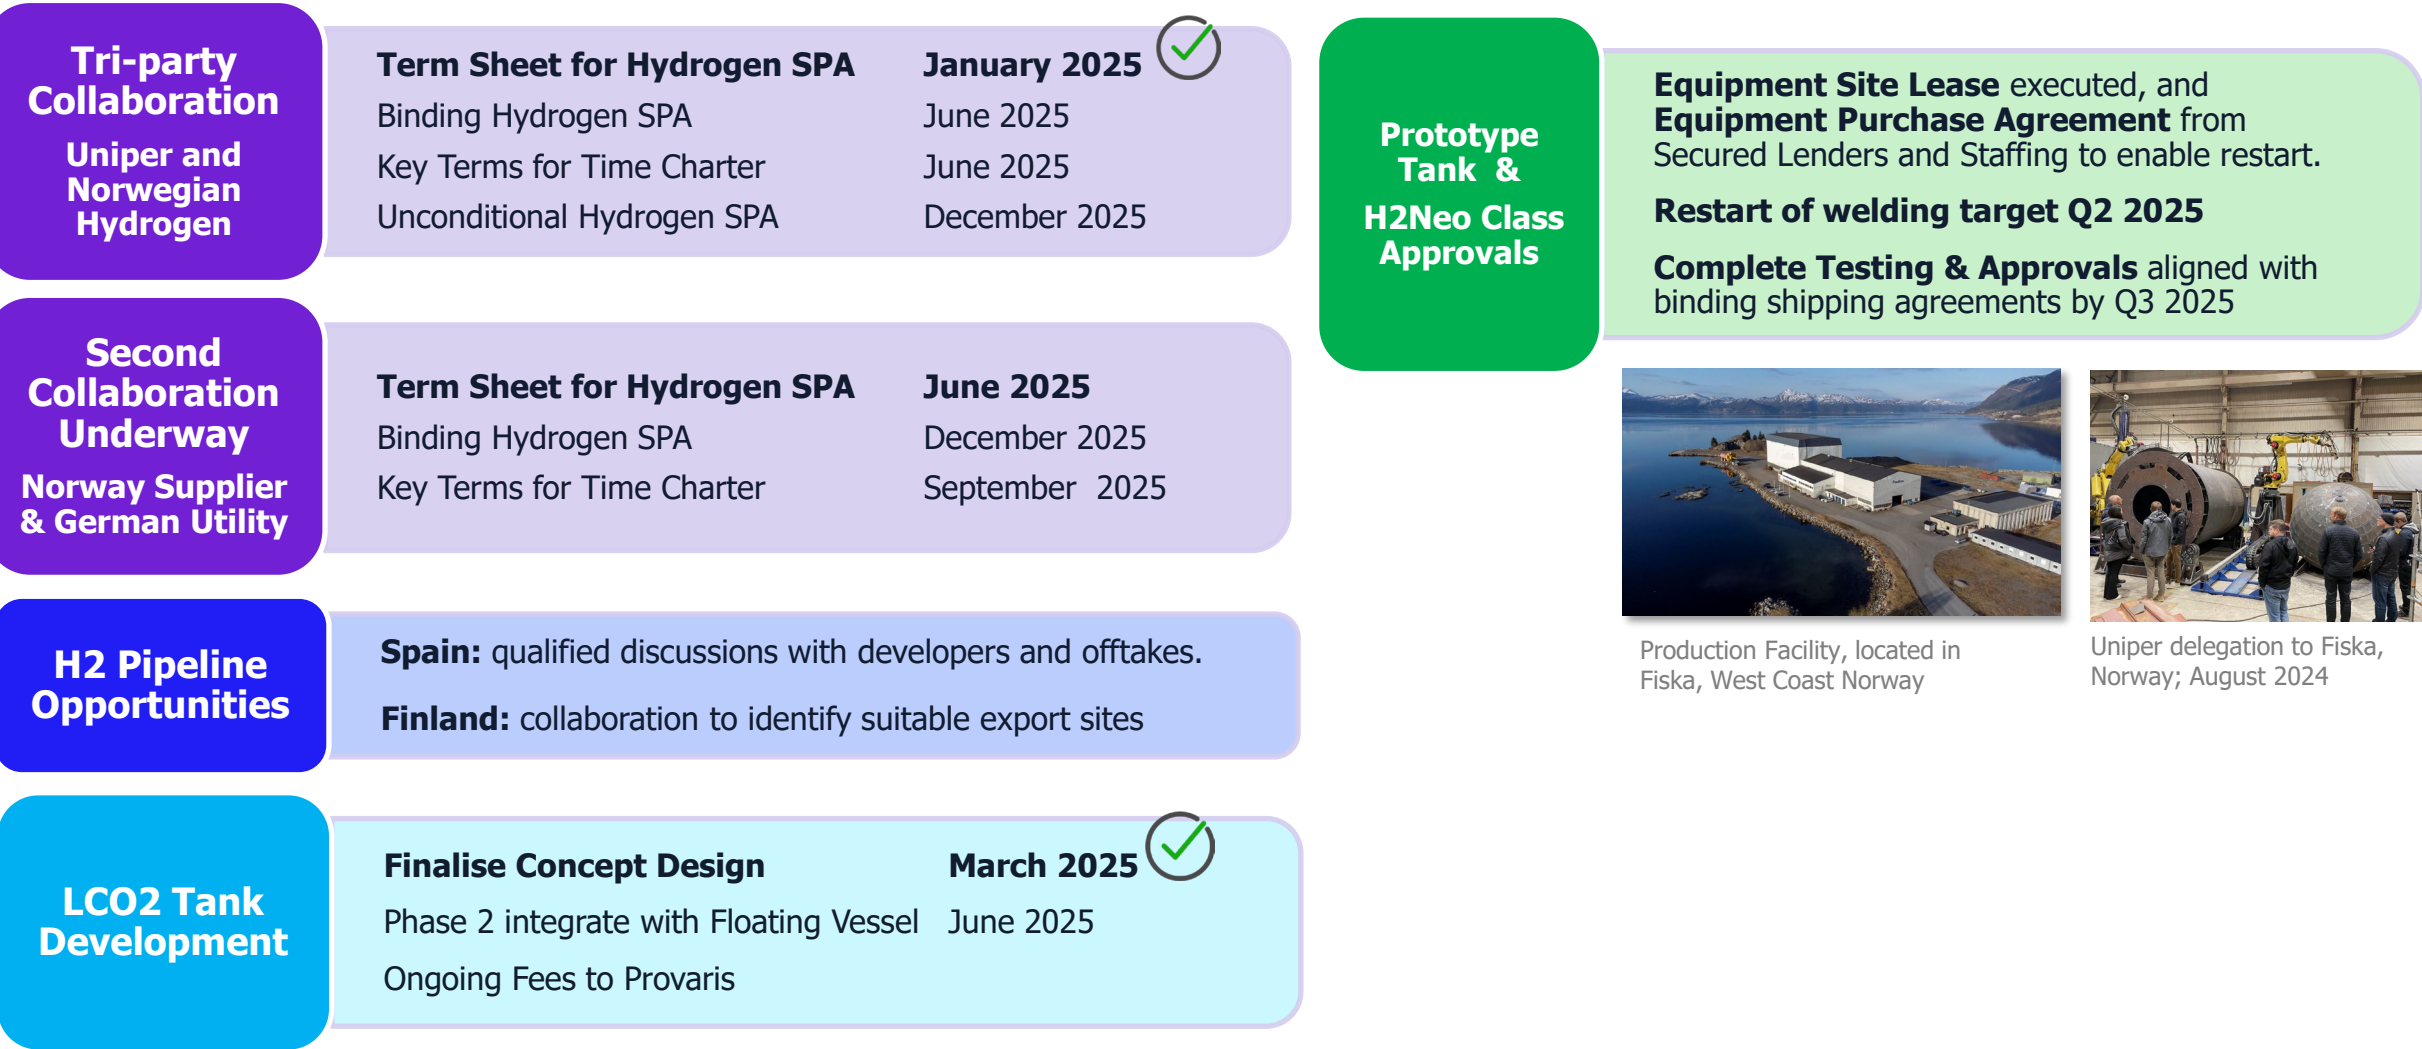 Tri-party
Collaboration
Uniper and
Norwegian
Hydrogen
Term Sheet for Hydrogen SPA January 2025
Binding Hydrogen SPA June 2025
Key Terms for Time Charter June 2025
Unconditional Hydrogen SPA December 2025
Second
Collaboration
Underway
Norway Supplier
& German Utility
Term Sheet for Hydrogen SPA June 2025
Binding Hydrogen SPA December 2025
Key Terms for Time Charter September 2025
H2 Pipeline
Opportunities
Spain: qualified discussions with developers and offtakes.
Finland: collaboration to identify suitable export sites
LCO2 Tank
Development
Finalise Concept Design March 2025
Phase 2 integrate with Floating Vessel June 2025
Ongoing Fees to Provaris
Prototype
Tank &
H2Neo Class
Approvals
Equipment Site Lease executed, and
Equipment Purchase Agreement from
Secured Lenders and Staffing to enable restart.
Restart of welding target Q2 2025
Complete Testing & Approvals aligned with
binding shipping agreements by Q3 2025
Production Facility, located in
Fiska, West Coast Norway
Uniper delegation to Fiska,
Norway; August 2024